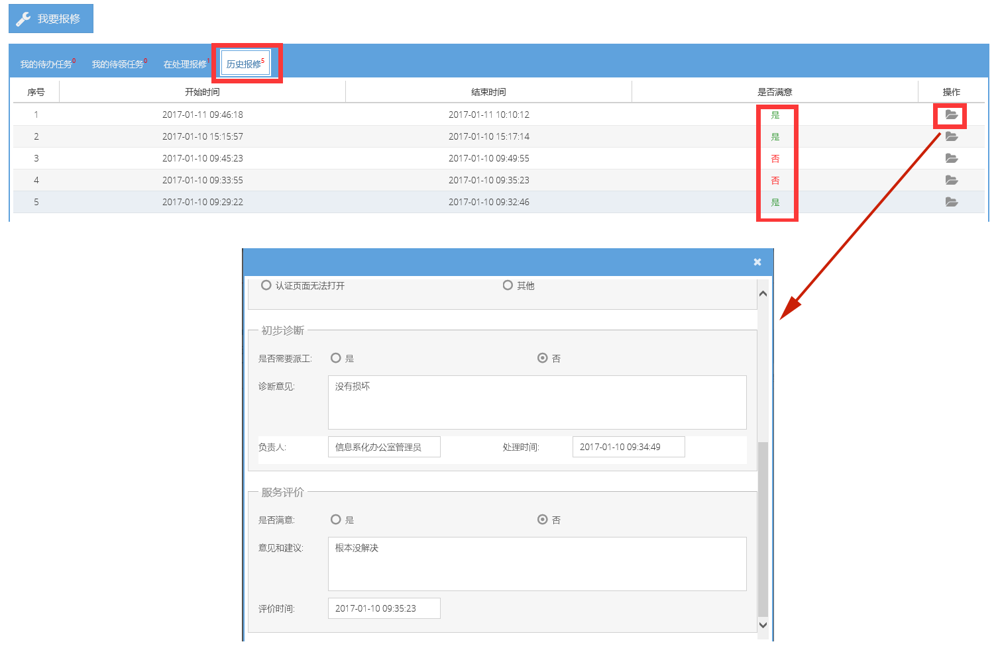 我要报修
我的待办任务0 我的待领任务0 在处理报修1 历史报修5
序号 开始时间 结束时间 是否满意 操作
1 2017-01-11 09:46:18 2017-01-11 10:10:12 是
2 2017-01-10 15:15:57 2017-01-10 15:17:14 是
3 2017-01-10 09:45:23 2017-01-10 09:49:55 否
4 2017-01-10 09:33:55 2017-01-10 09:35:23 否
5 2017-01-10 09:29:22 2017-01-10 09:32:46 是
认证页面无法打开 其他
初步诊断
是否需要派工: 是 否
诊断意见: 没有损坏
负责人: 信息系化办公室管理员 处理时间: 2017-01-10 09:34:49
服务评价
是否满意: 是 否
意见和建议: 根本没解决
评价时间: 2017-01-10 09:35:23